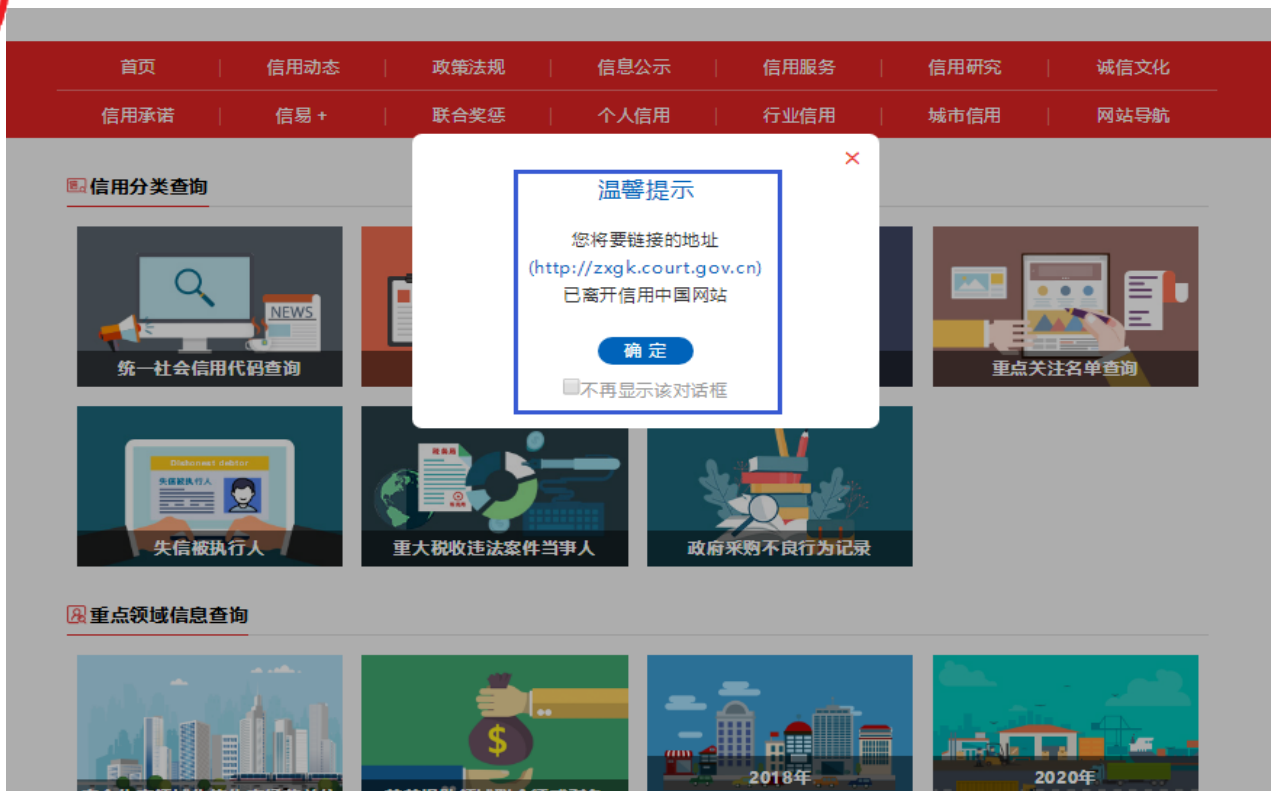 首页
信用动态
政策法规
信息公示
信用服务
信用研究
诚信文化
信用承诺
信易 +
联合奖惩
个人信用
行业信用
城市信用
网站导航
信用分类查询
温馨提示
您将要链接的地址
(http://zxgk.court.gov.cn)
已离开信用中国网站
确 定
不再显示该对话框
NEWS
统一社会信用代码查询
重点关注名单查询
Dishonest debtor
失信被执行人
失信被执行人
重大税收违法案件当事人
政府采购不良行为记录
重点领域信息查询
$
2018年
2020年